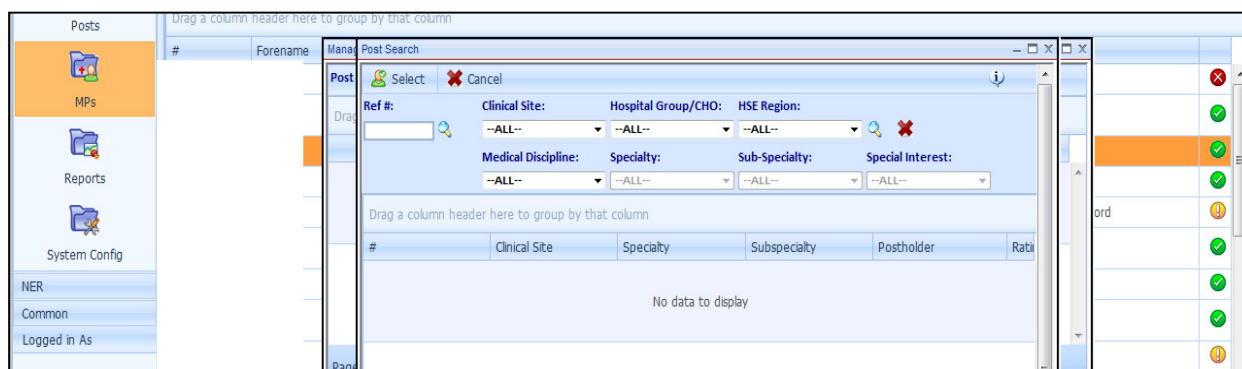 Posts
MPs
Reports
System Config
NER
Common
Logged in As
Drag a column header here to group by that column
# Forename
Post
Post Search
Select Cancel
Ref #: Clinical Site: Hospital Group/CHO: HSE Region:
--ALL-- --ALL-- --ALL--
Medical Discipline: Specialty: Sub-Specialty: Special Interest:
--ALL-- --ALL-- --ALL-- --ALL--
Drag a column header here to group by that column
# Clinical Site Specialty Subspecialty Postholder
No data to display
Page